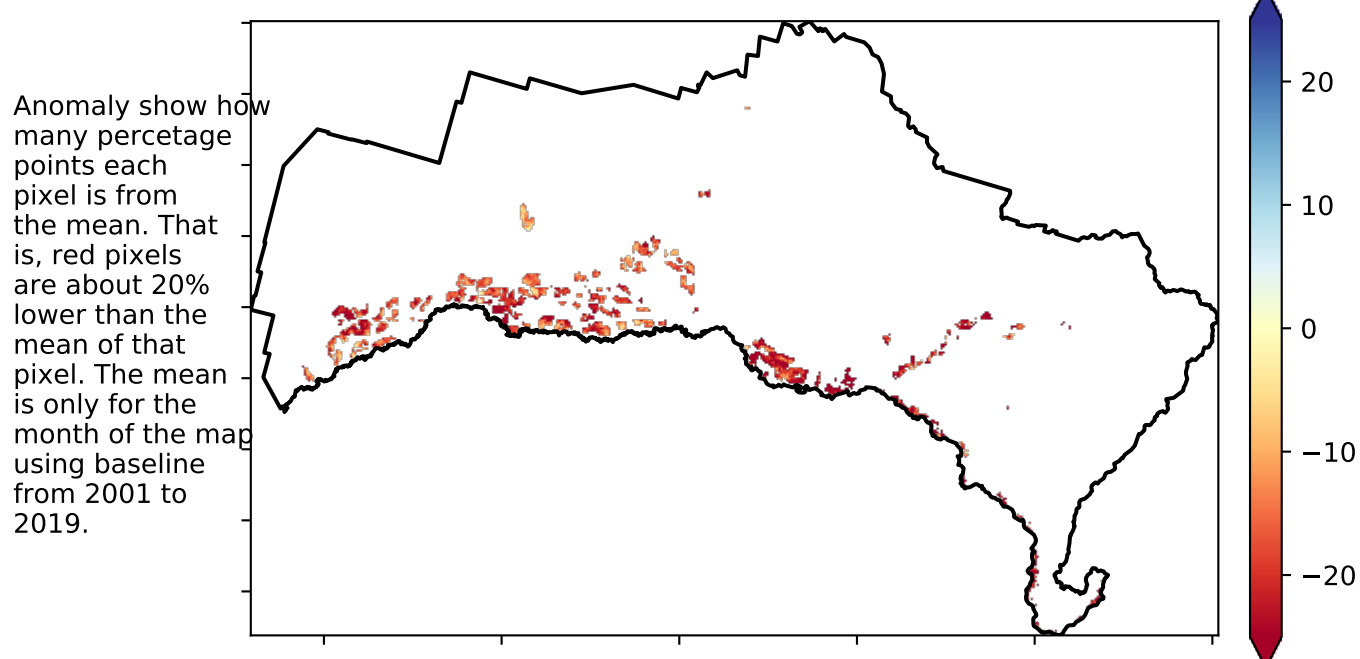 Anomaly show how
many percetage
points each
pixel is from
the mean. That
is, red pixels
are about 20%
lower than the
mean of that
pixel. The mean
is only for the
month of the map
using baseline
from 2001 to
2019.
20
10
0
−10
−20